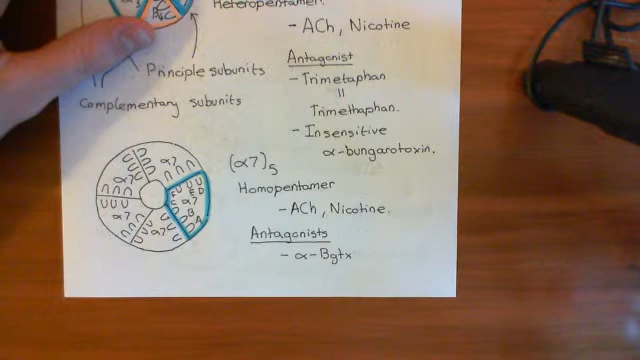 Heteropentamer.
- ACh, Nicotine
Principle subunits
Complementary subunits
Antagonist
- Trimetaphan
=
Trimethaphan.
- Insensitive
α-bungarotoxin.
α7
α7
α7
α7
α7
F E D
C
B
A
(α7)5
Homopentamer
- ACh, Nicotine.
Antagonists
- α-Bgtx